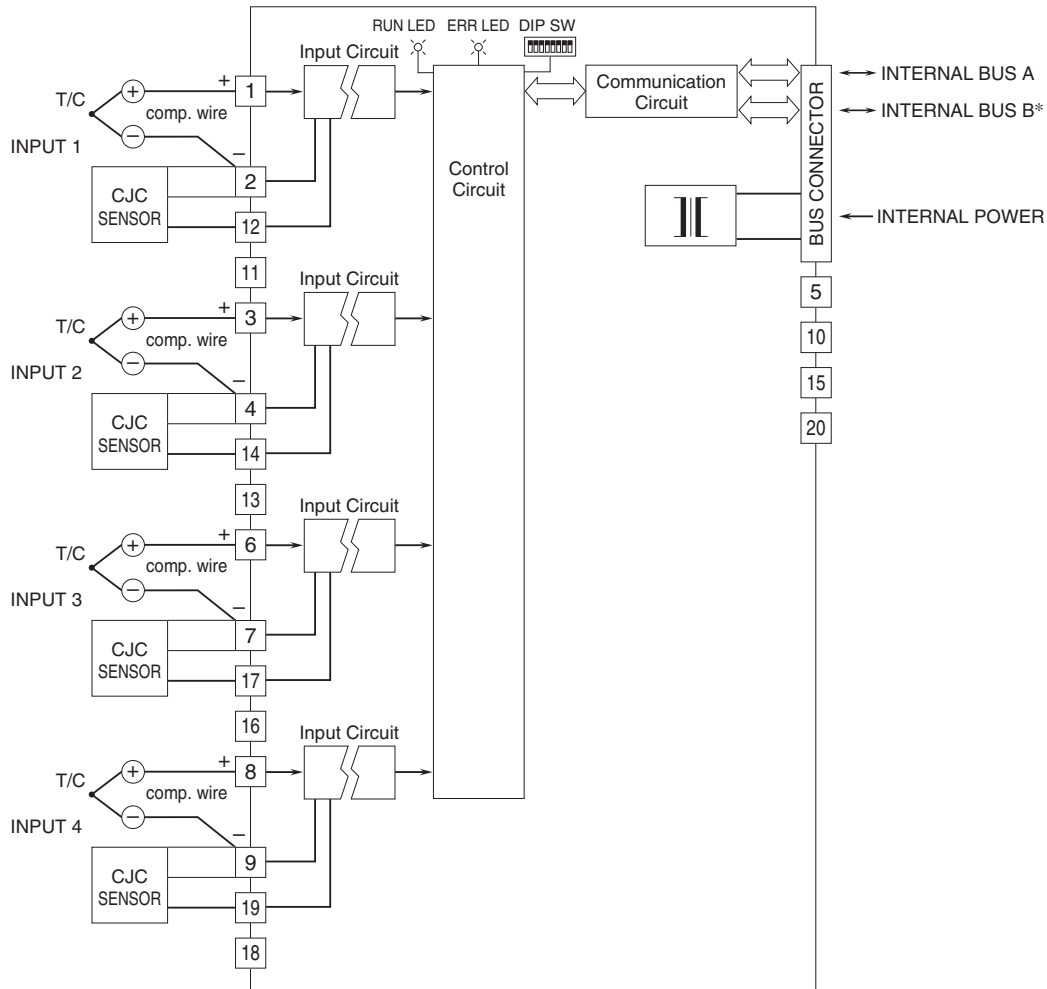 RUN LED ERR LED DIP SW
Input Circuit
T/C
+
+
1
comp. wire
−
−
INPUT 1
2
CJC
SENSOR
12
11
Input Circuit
T/C
+
+
3
comp. wire
−
−
INPUT 2
4
CJC
SENSOR
14
13
Input Circuit
T/C
+
+
6
comp. wire
−
−
INPUT 3
7
CJC
SENSOR
17
16
Input Circuit
T/C
+
+
8
comp. wire
−
−
INPUT 4
9
CJC
SENSOR
19
18
Control
Circuit
Communication
Circuit
BUS CONNECTOR
INTERNAL BUS A
INTERNAL BUS B*
INTERNAL POWER
5
10
15
20